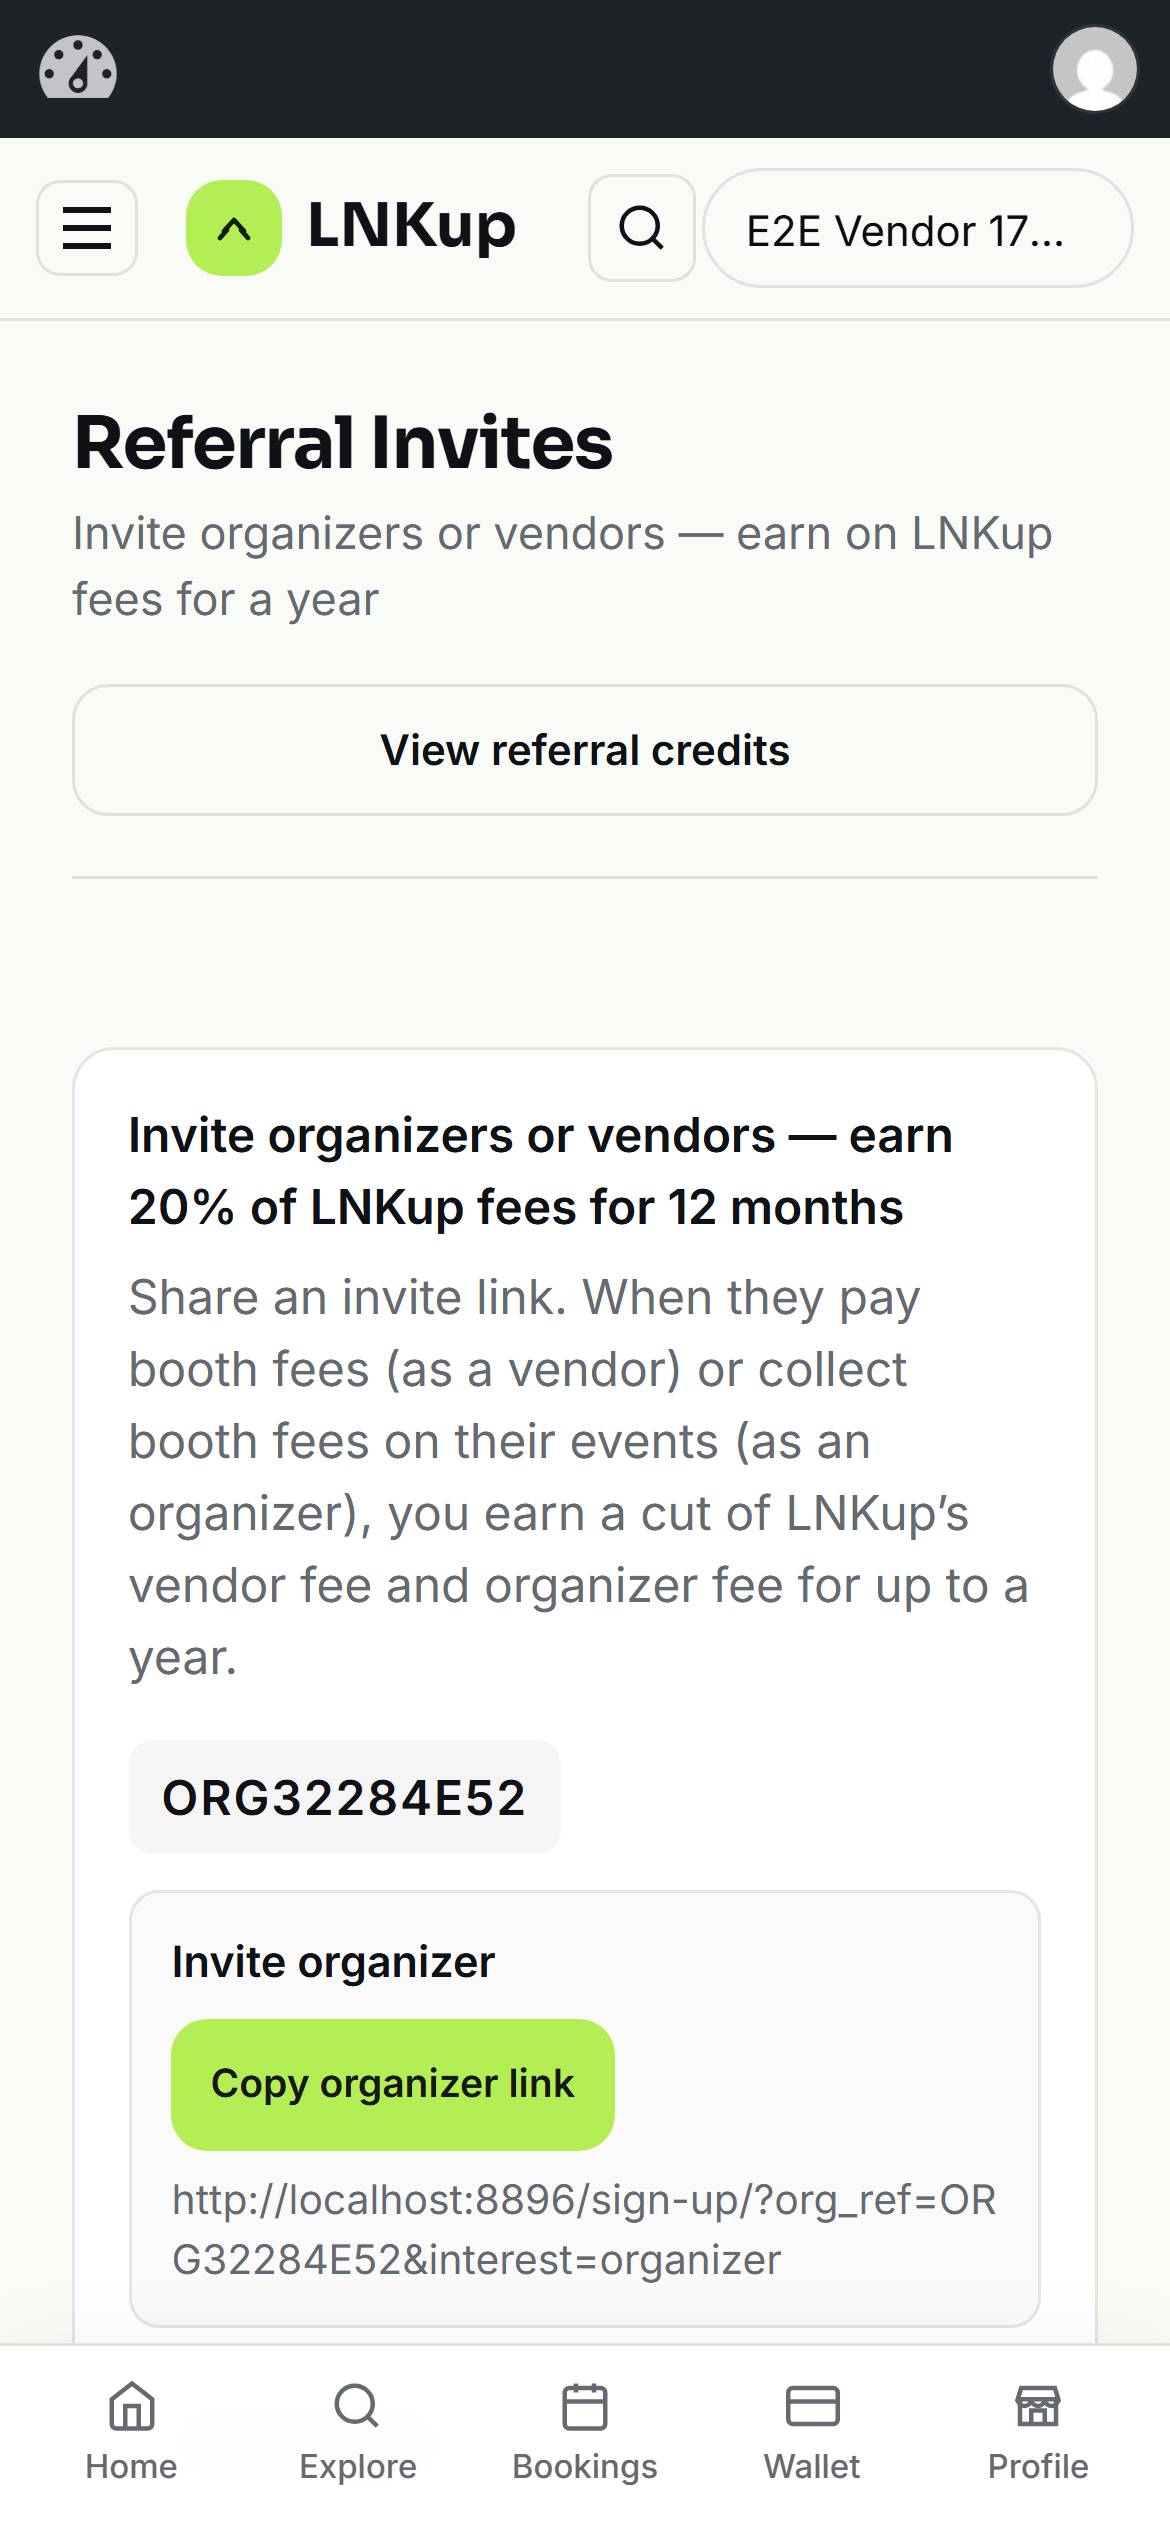 LNKup
E2E Vendor 17...
Referral Invites
Invite organizers or vendors — earn on LNKup
fees for a year
View referral credits
Invite organizers or vendors — earn
20% of LNKup fees for 12 months
Share an invite link. When they pay
booth fees (as a vendor) or collect
booth fees on their events (as an
organizer), you earn a cut of LNKup’s
vendor fee and organizer fee for up to a
year.
ORG32284E52
Invite organizer
Copy organizer link
http://localhost:8896/sign-up/?org_ref=OR
G32284E52&interest=organizer
Home
Explore
Bookings
Wallet
Profile